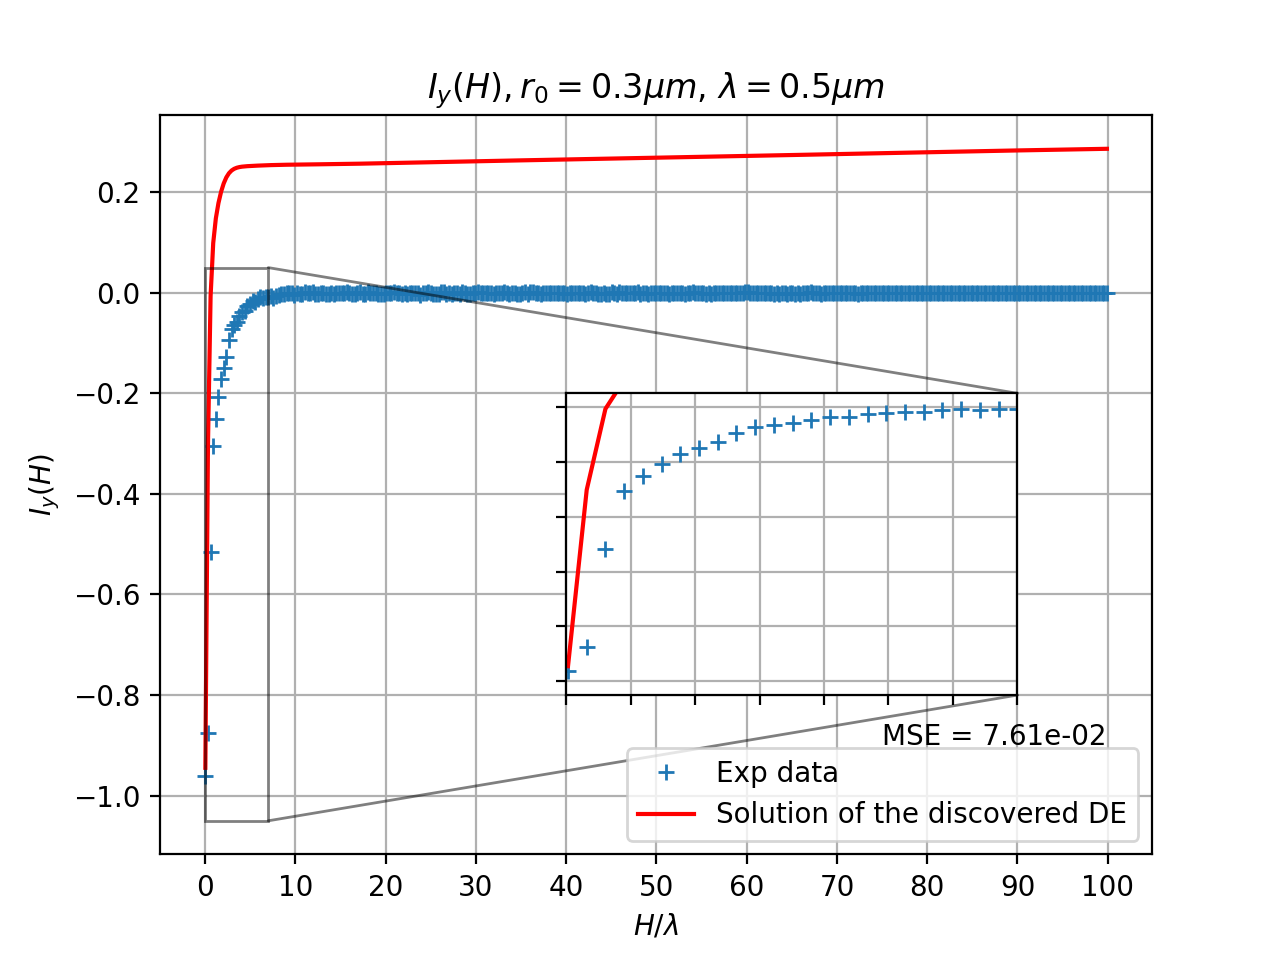 I_y(H), r_0 = 0.3μm, λ = 0.5μm
I_y(H)
0.2
0.0
−0.2
−0.4
−0.6
−0.8
−1.0
MSE = 7.61e-02
Exp data
Solution of the discovered DE
0 10 20 30 40 50 60 70 80 90 100
H/λ